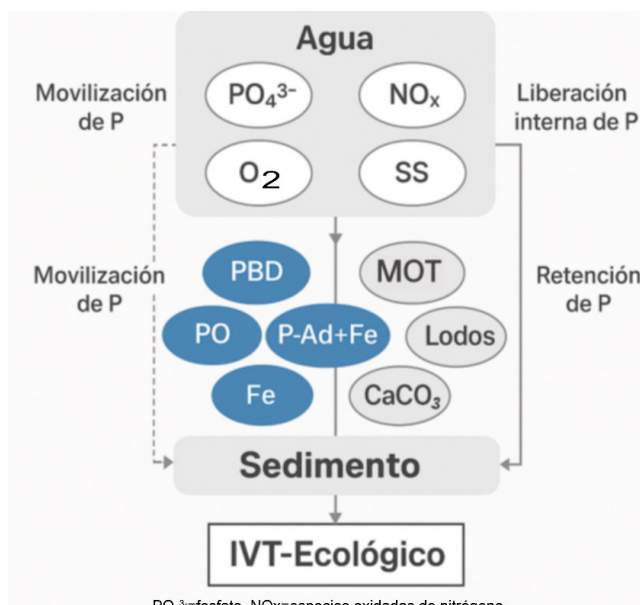 Agua
Movilización
de P
PO₄³⁻
NOₓ
Liberación
interna de P
O₂
SS
Movilización
de P
PBD
MOT
Retención
de P
PO
P-Ad+Fe
Lodos
Fe
CaCO₃
Sedimento
IVT-Ecológico